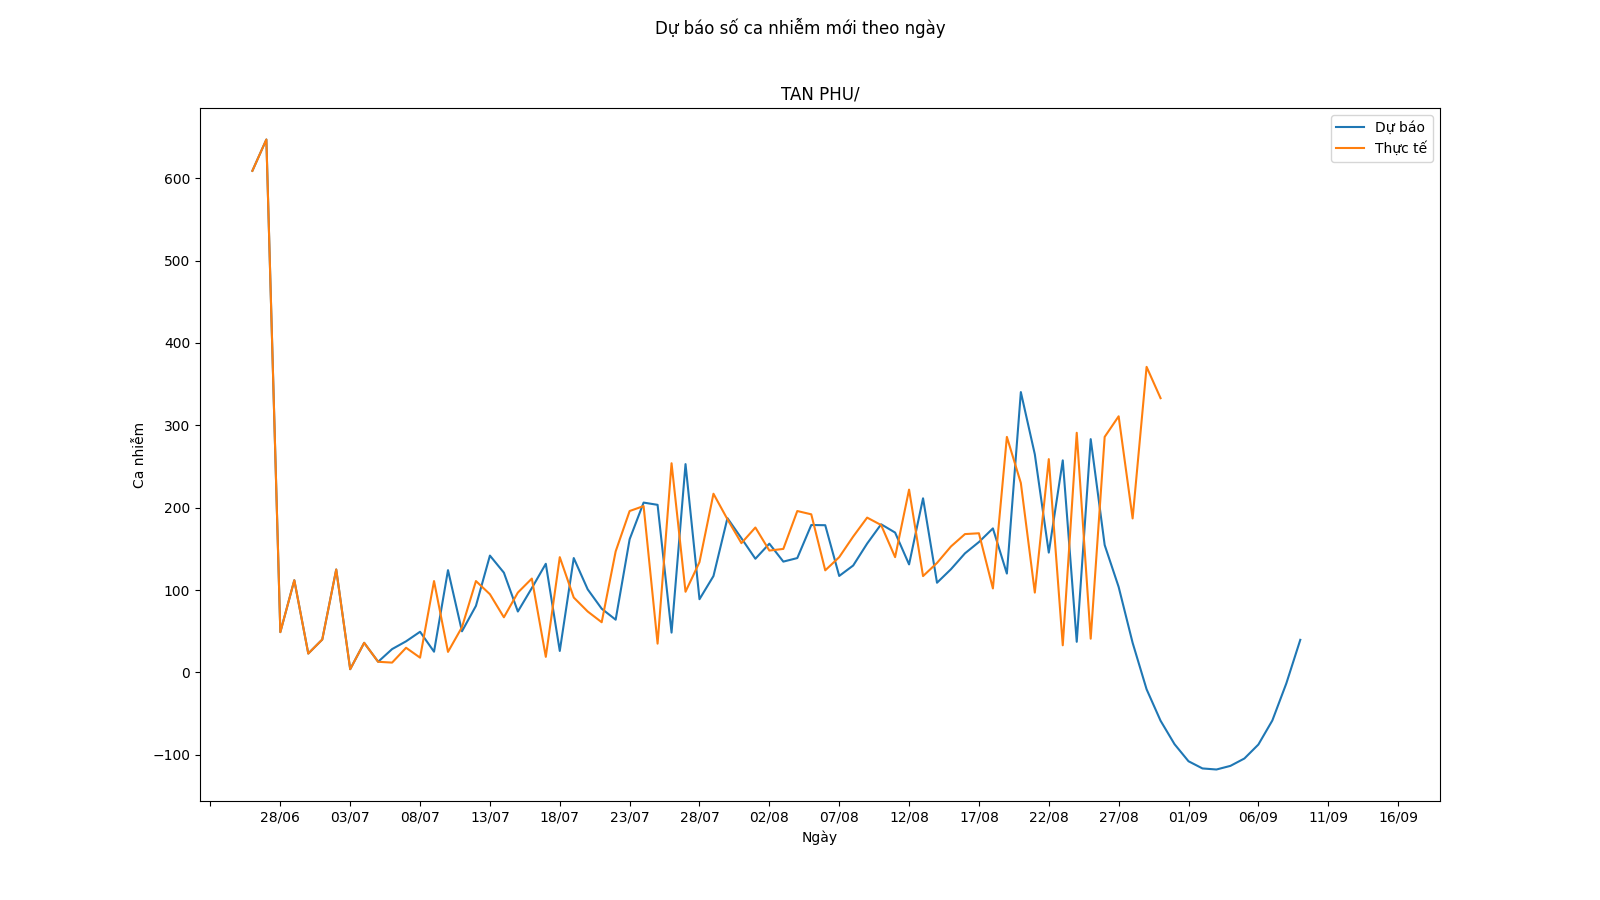 Dự báo số ca nhiễm mới theo ngày
TAN PHU/
Dự báo
Thực tế
600
500
400
300
200
100
0
−100
Ca nhiễm
28/06 03/07 08/07 13/07 18/07 23/07 28/07 02/08 07/08 12/08 17/08 22/08 27/08 01/09 06/09 11/09 16/09
Ngày